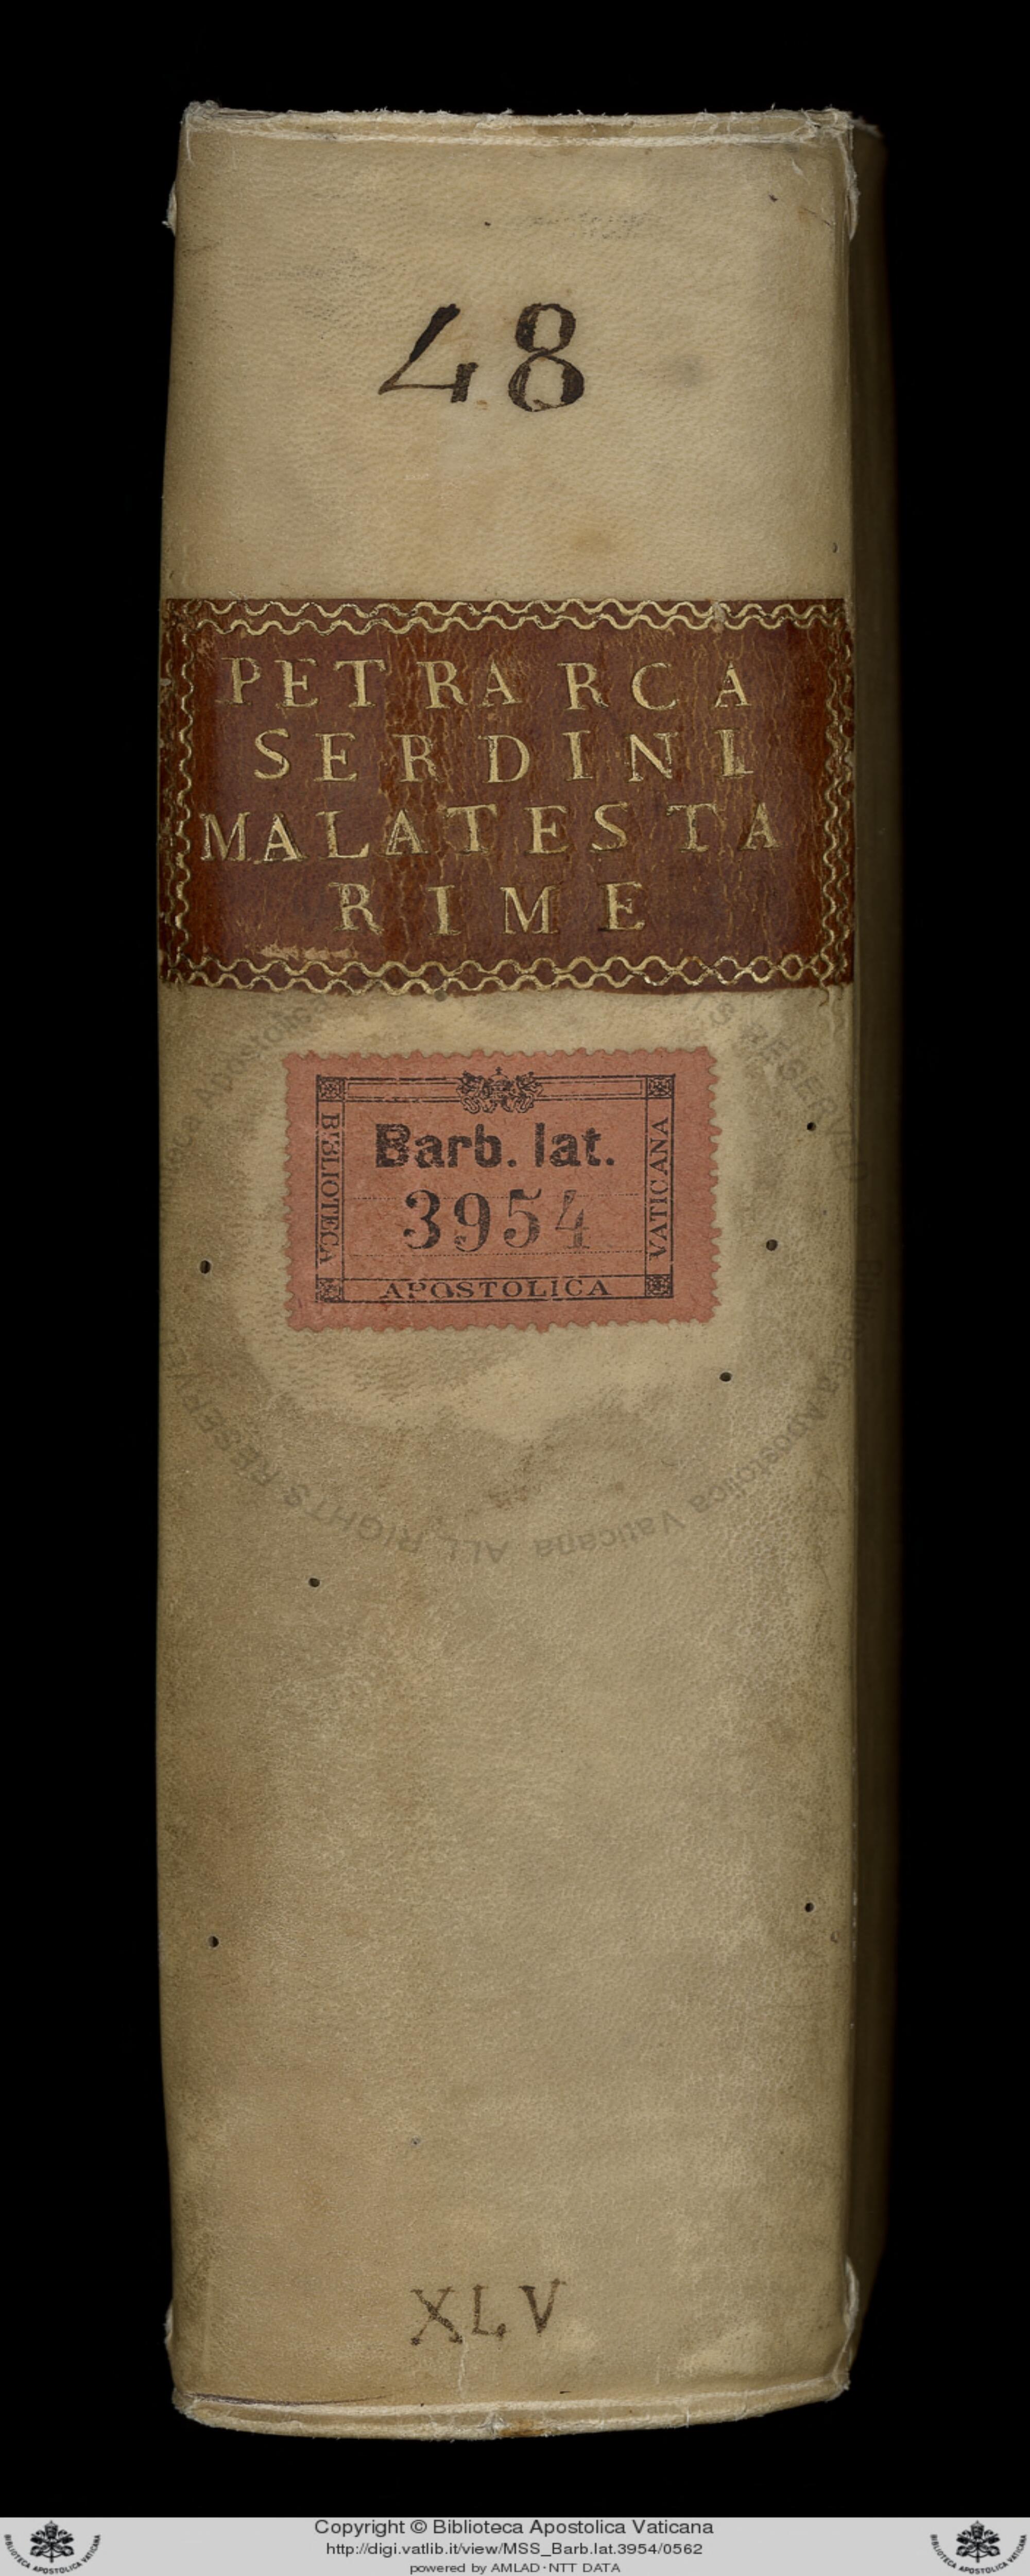 48
PETRARCA
SERDINI
MALATESTA
RIME
BIBLIOTECA
Barb. lat.
3954
VATICANA
APOSTOLICA
XLV
Copyright © Biblioteca Apostolica Vaticana
http://digi.vatlib.it/view/MSS_Barb.lat.3954/0562
powered by AMLAD·NTT DATA